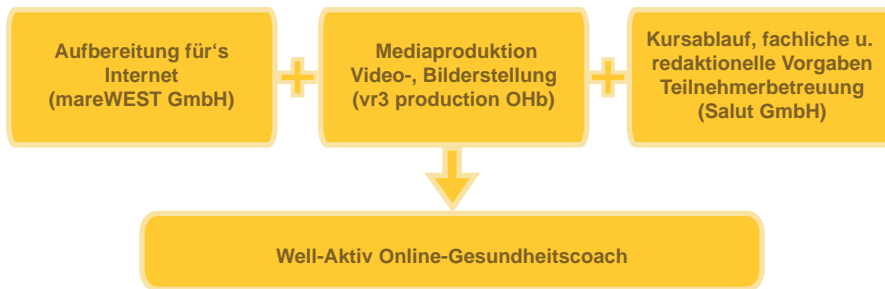 Aufbereitung für‘s
Internet
(mareWEST GmbH)
Mediaproduktion
Video-, Bilderstellung
(vr3 production OHb)
Kursablauf, fachliche u.
redaktionelle Vorgaben
Teilnehmerbetreuung
(Salut GmbH)
Well-Aktiv Online-Gesundheitscoach